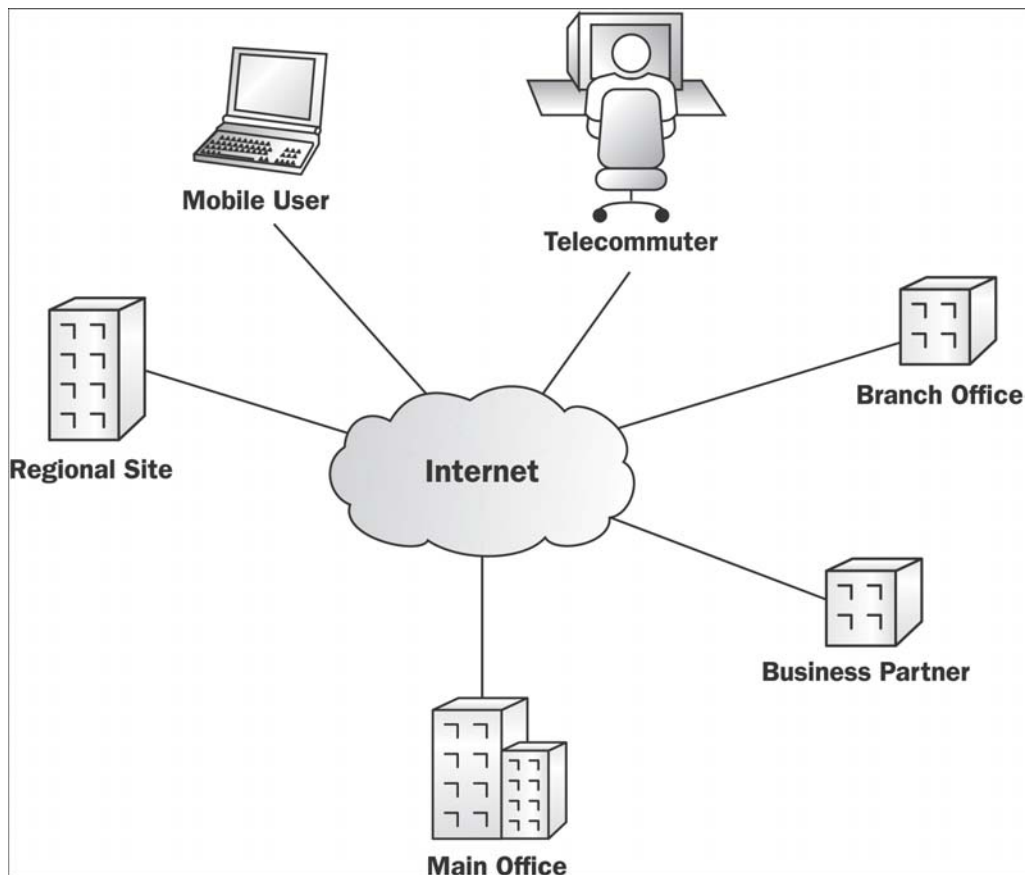 Mobile User
Telecommuter
Branch Office
Regional Site
Internet
Business Partner
Main Office